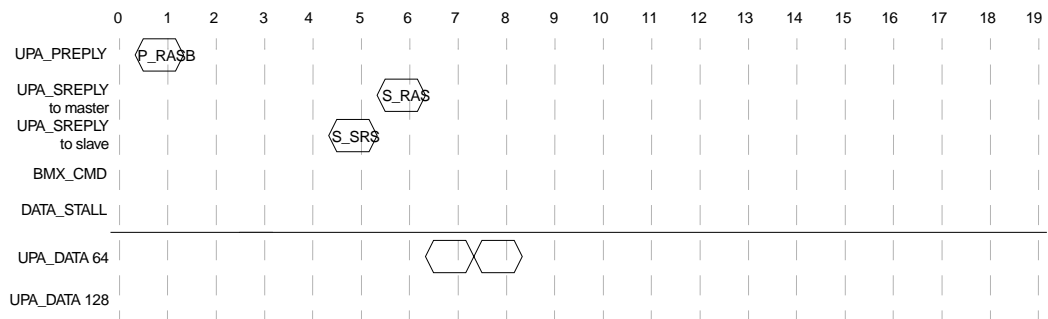 0 1 2 3 4 5 6 7 8 9 10 11 12 13 14 15 16 17 18 19
UPA_PREPLY P_RASB
UPA_SREPLY
to master
S_RAS
UPA_SREPLY
to slave
S_SRS
BMX_CMD
DATA_STALL
UPA_DATA 64
UPA_DATA 128